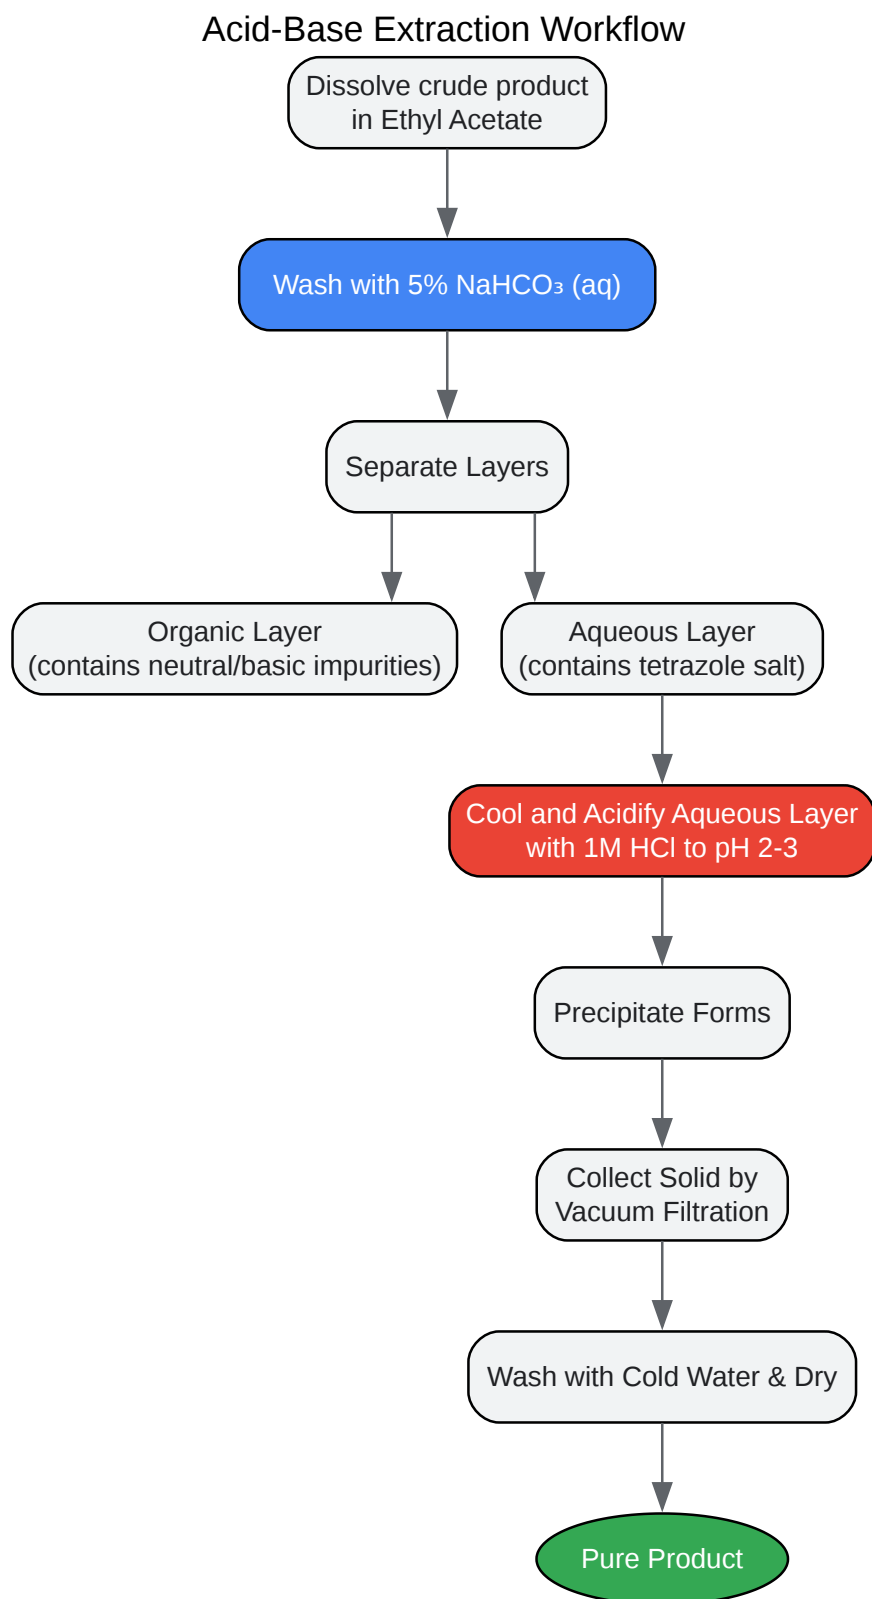 Acid-Base Extraction Workflow
Dissolve crude product
in Ethyl Acetate
Wash with 5% NaHCO₃ (aq)
Separate Layers
Organic Layer
(contains neutral/basic impurities)
Aqueous Layer
(contains tetrazole salt)
Cool and Acidify Aqueous Layer
with 1M HCl to pH 2-3
Precipitate Forms
Collect Solid by
Vacuum Filtration
Wash with Cold Water & Dry
Pure Product